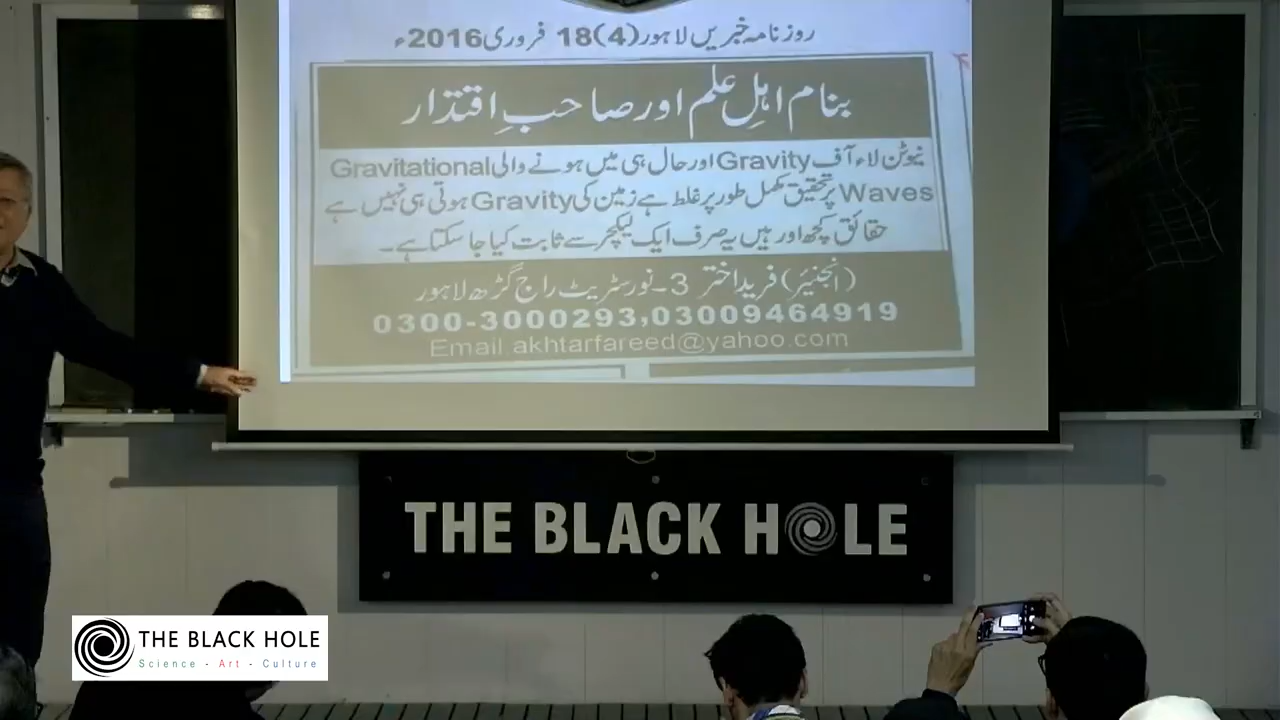 روزنامہ خبریں لاہور (4) 18 فروری 2016ء
بنام اہلِ علم اور صاحبِ اقتدار
نیوٹن لاء آف Gravity اور حال ہی میں ہونے والی Gravitational
Waves پر تحقیق مکمل طور پر غلط ہے زمین کی Gravity ہوتی ہی نہیں ہے
حقائق کچھ اور ہیں یہ صرف ایک لیکچر سے ثابت کیا جا سکتا ہے۔
(انجنیئر) فرید اختر 3۔ نور سٹریٹ راج گڑھ لاہور
0300-3000293,03009464919
Email akhtarfareed@yahoo.com
THE BLACK HOLE
THE BLACK HOLE
Science - Art - Culture